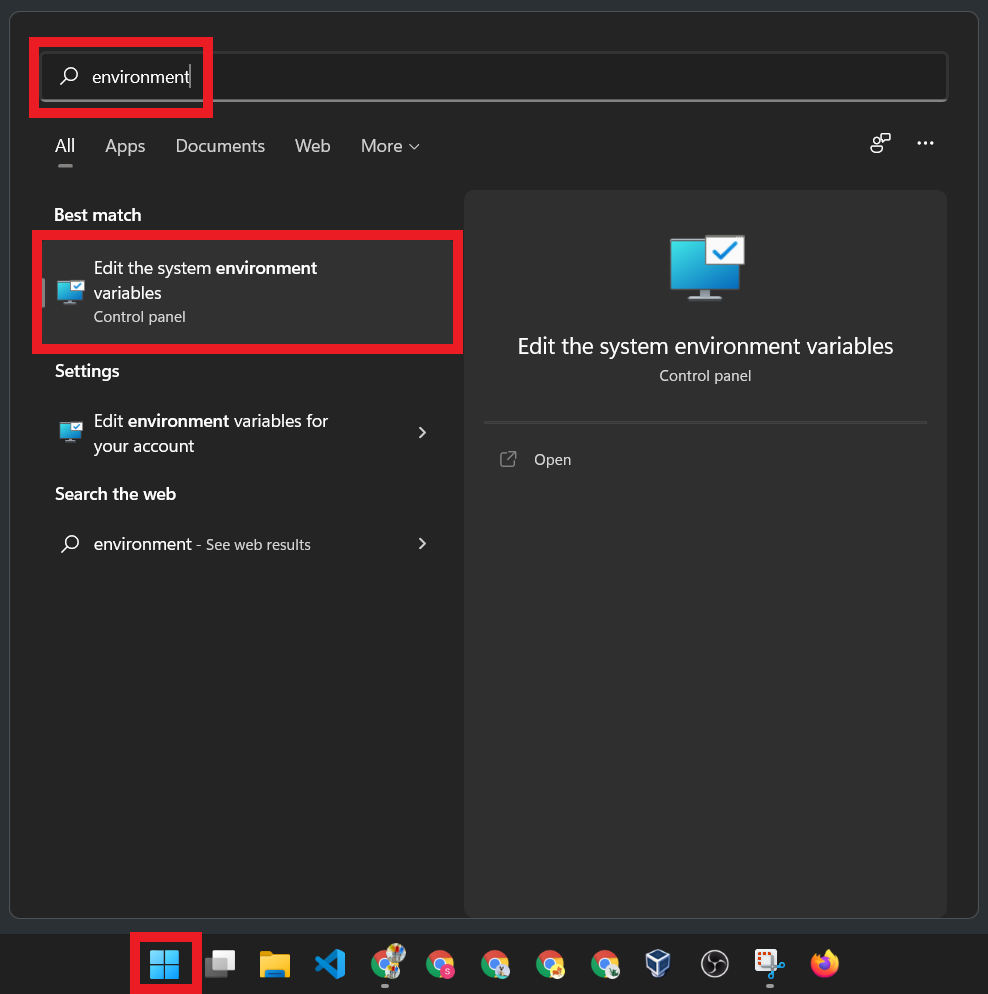 environment
All Apps Documents Web More
Best match
Edit the system environment
variables
Control panel
Settings
Edit environment variables for
your account
Search the web
environment - See web results
Edit the system environment variables
Control panel
Open
S